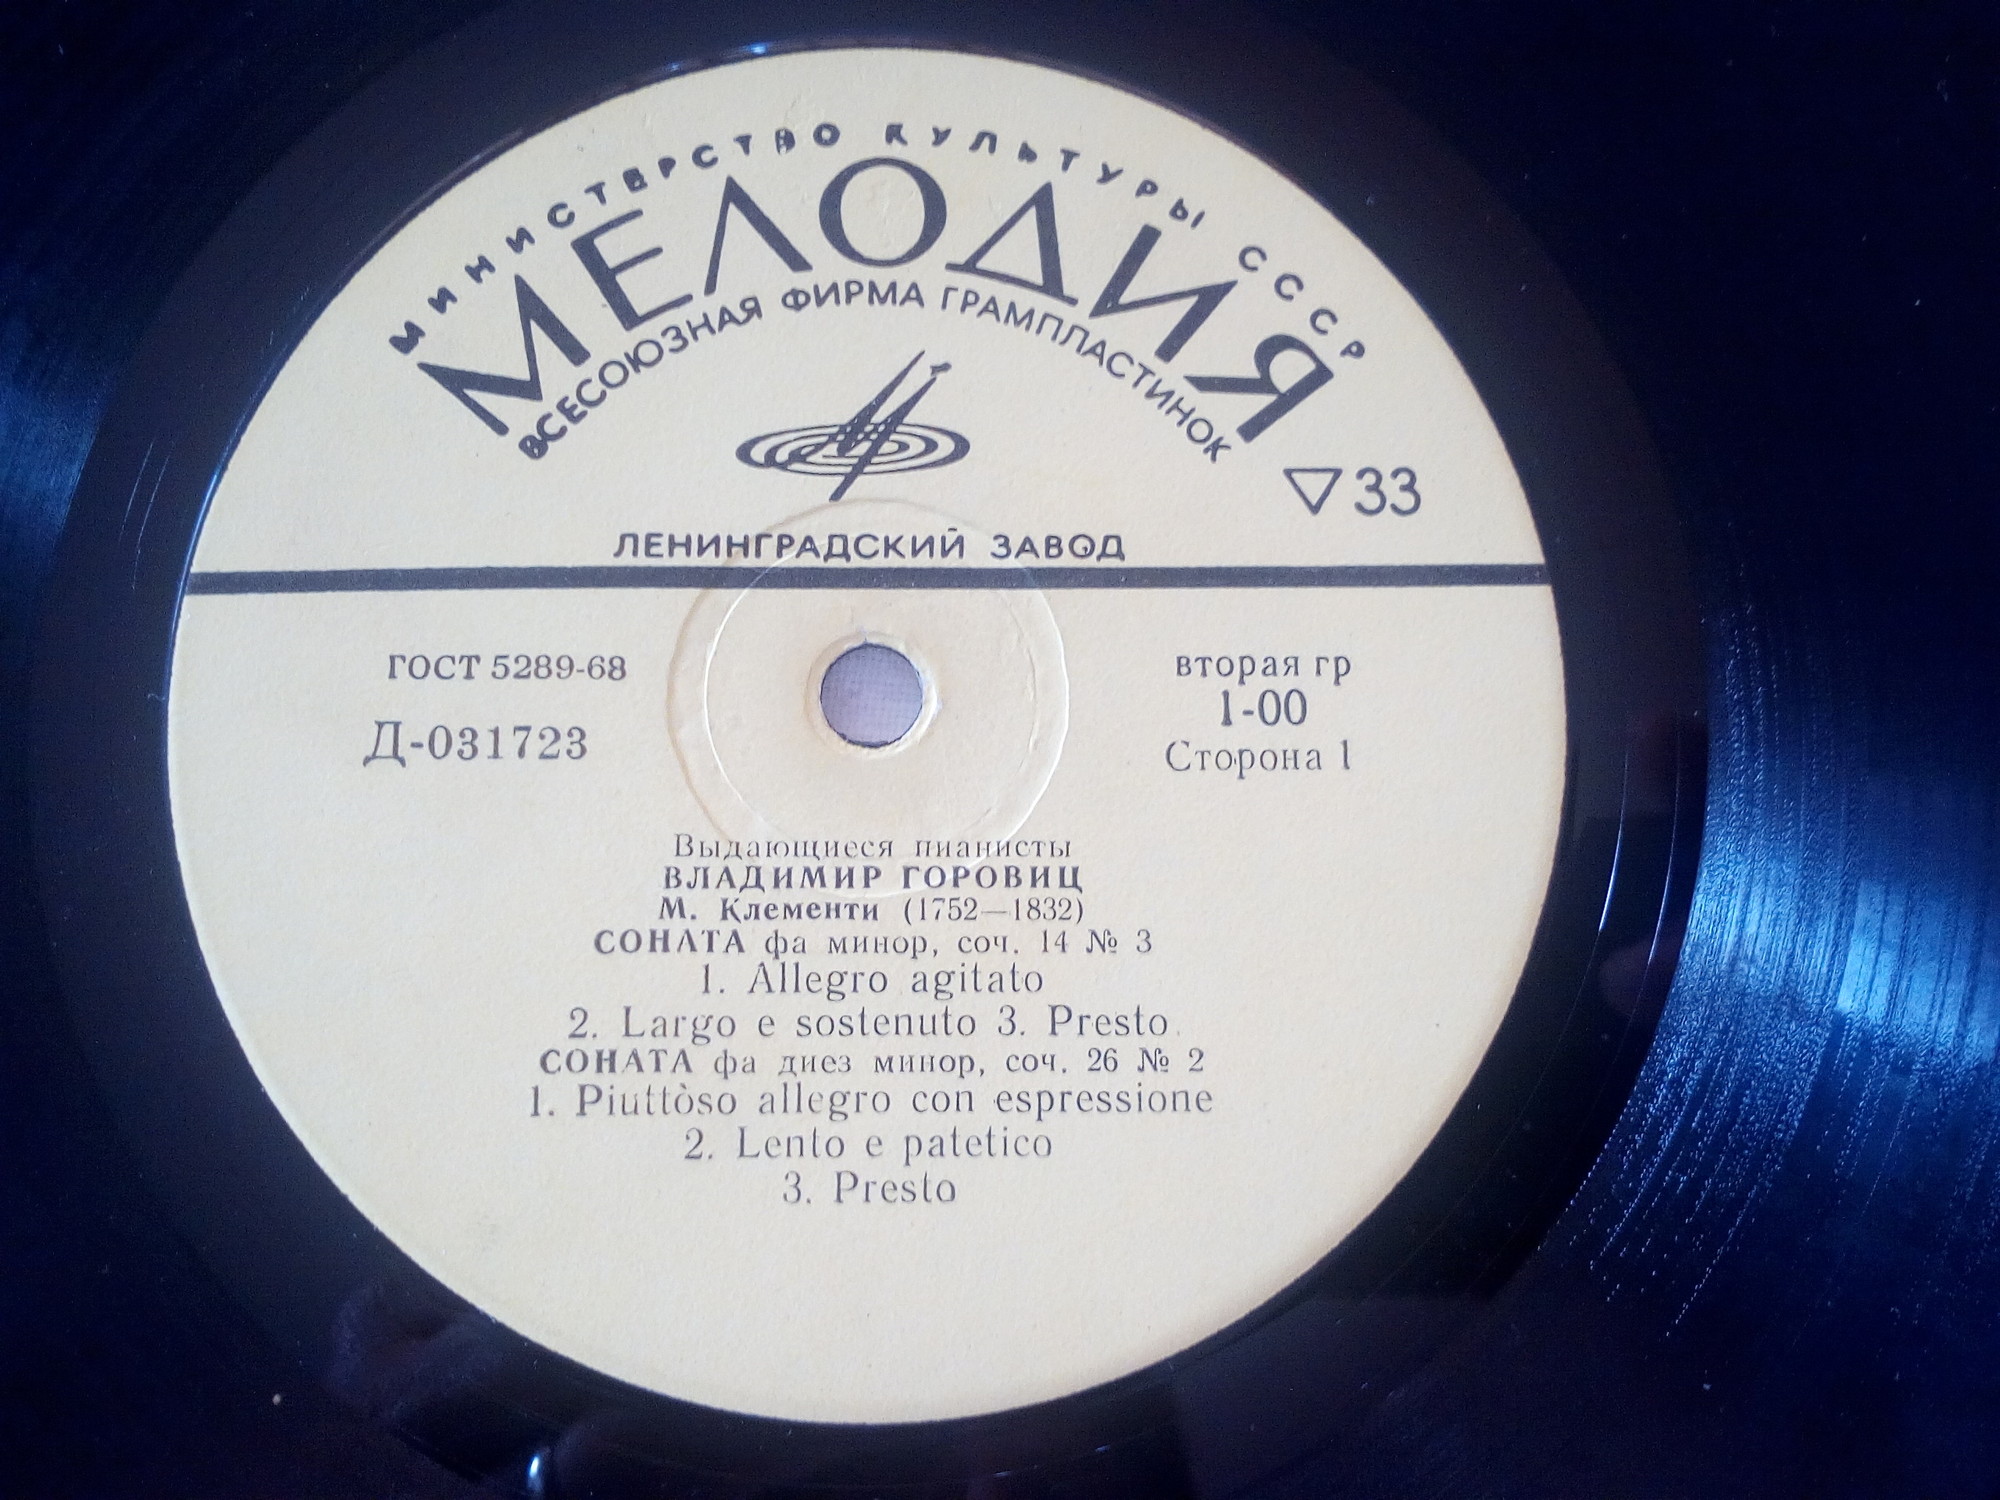 МИНИСТЕРСТВО КУЛЬТУРЫ СССР
МЕЛОДИЯ
ВСЕСОЮЗНАЯ ФИРМА ГРАМПЛАСТИНОК
33
ЛЕНИНГРАДСКИЙ ЗАВОД
ГОСТ 5289-68
вторая гр
1-00
Д-031723
Сторона 1
Выдающиеся пианисты
ВЛАДИМИР ГОРОВИЦ
М. Клементи (1752—1832)
СОНАТА фа минор, соч. 14 № 3
1. Allegro agitato
2. Largo e sostenuto 3. Presto
СОНАТА фа диез минор, соч. 26 № 2
1. Piuttòso allegro con espressione
2. Lento e patetico
3. Presto